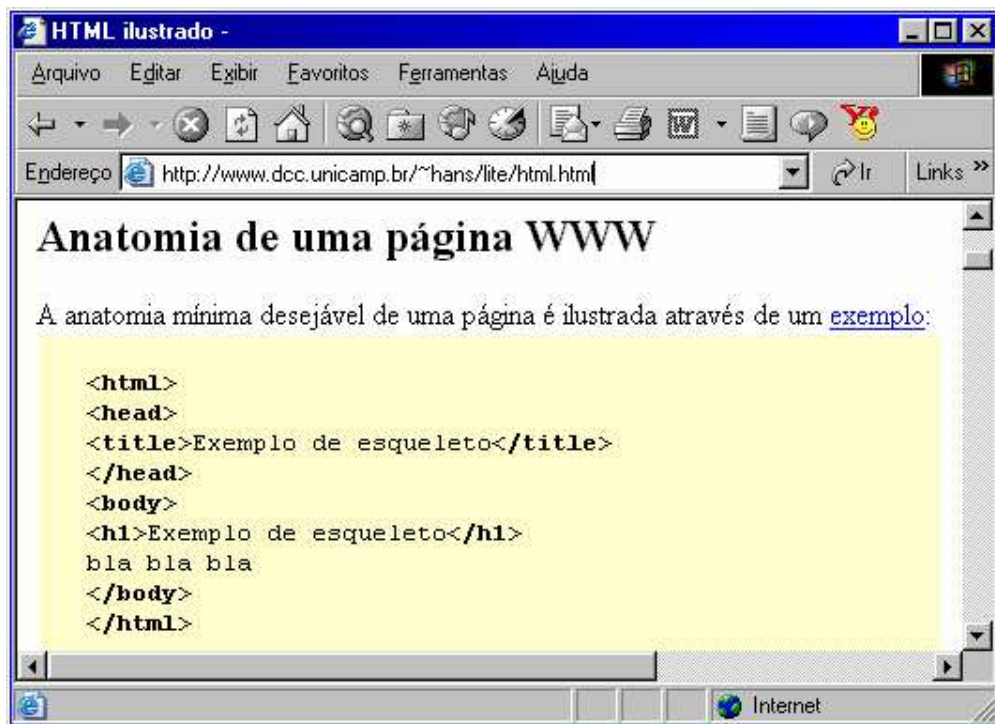 HTML ilustrado -
Arquivo Editar Exibir Favoritos Ferramentas Ajuda
Endereço http://www.dcc.unicamp.br/~hans/lite/html.html Ir Links »
Anatomia de uma página WWW
A anatomia mínima desejável de uma página é ilustrada através de um exemplo:
<html>
<head>
<title>Exemplo de esqueleto</title>
</head>
<body>
<h1>Exemplo de esqueleto</h1>
bla bla bla
</body>
</html>
Internet